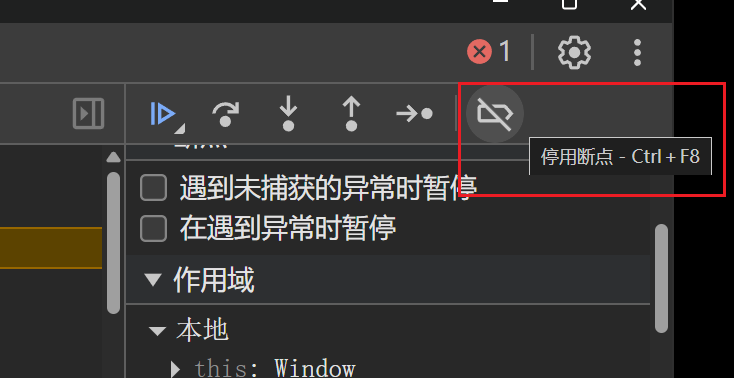 1
停用断点 - Ctrl + F8
遇到未捕获的异常时暂停
在遇到异常时暂停
作用域
本地
this: Window